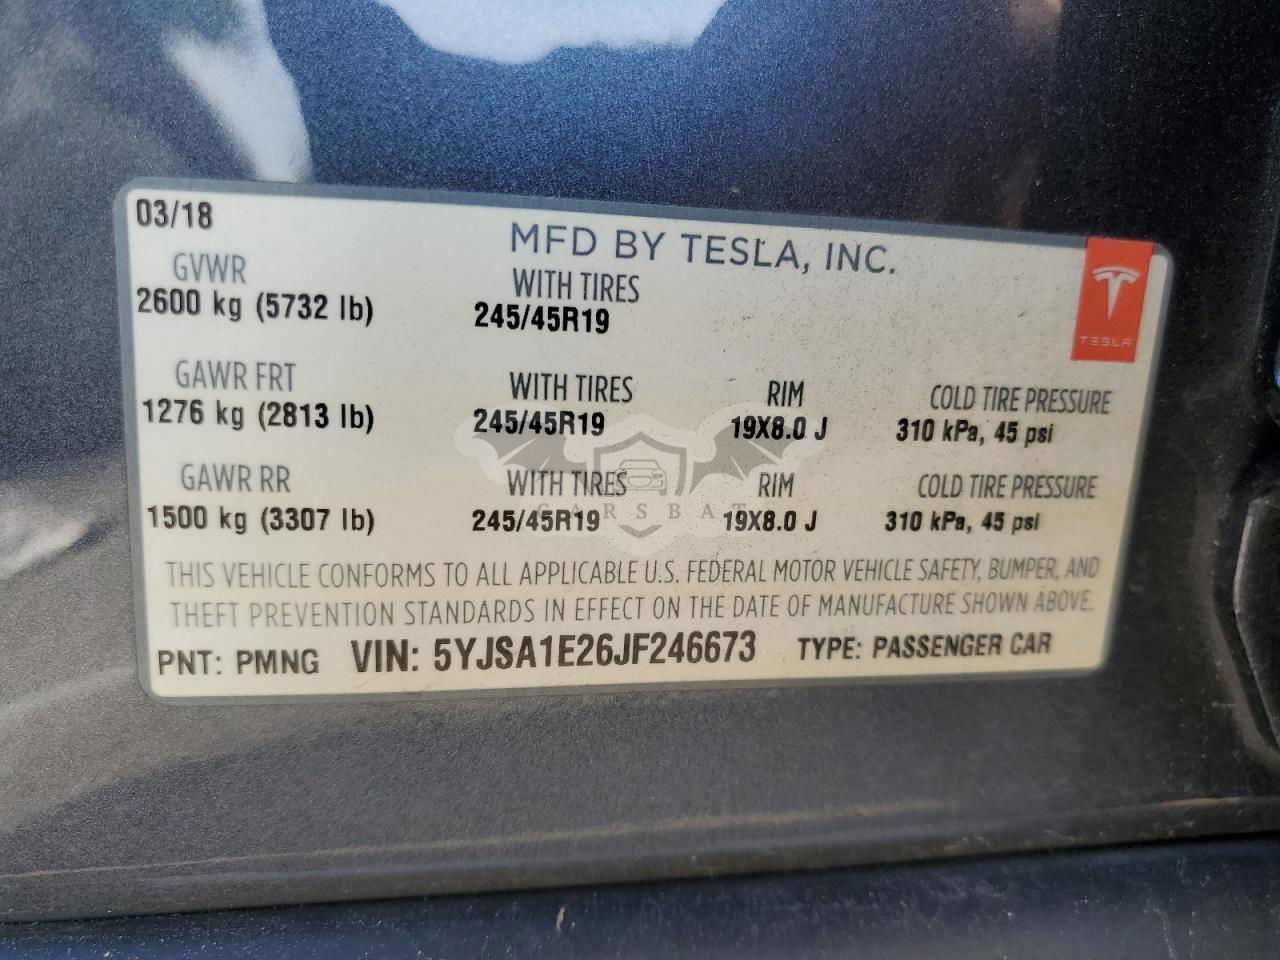 03/18
MFD BY TESLA, INC.
GVWR WITH TIRES
2600 kg (5732 lb) 245/45R19
TESLA
GAWR FRT WITH TIRES RIM COLD TIRE PRESSURE
1276 kg (2813 lb) 245/45R19 19X8.0 J 310 kPa, 45 psi
GAWR RR WITH TIRES RIM COLD TIRE PRESSURE
CARSBAT
1500 kg (3307 lb) 245/45R19 19X8.0 J 310 kPa, 45 psi
THIS VEHICLE CONFORMS TO ALL APPLICABLE U.S. FEDERAL MOTOR VEHICLE SAFETY, BUMPER, AND
THEFT PREVENTION STANDARDS IN EFFECT ON THE DATE OF MANUFACTURE SHOWN ABOVE.
PNT: PMNG VIN: 5YJSA1E26JF246673 TYPE: PASSENGER CAR